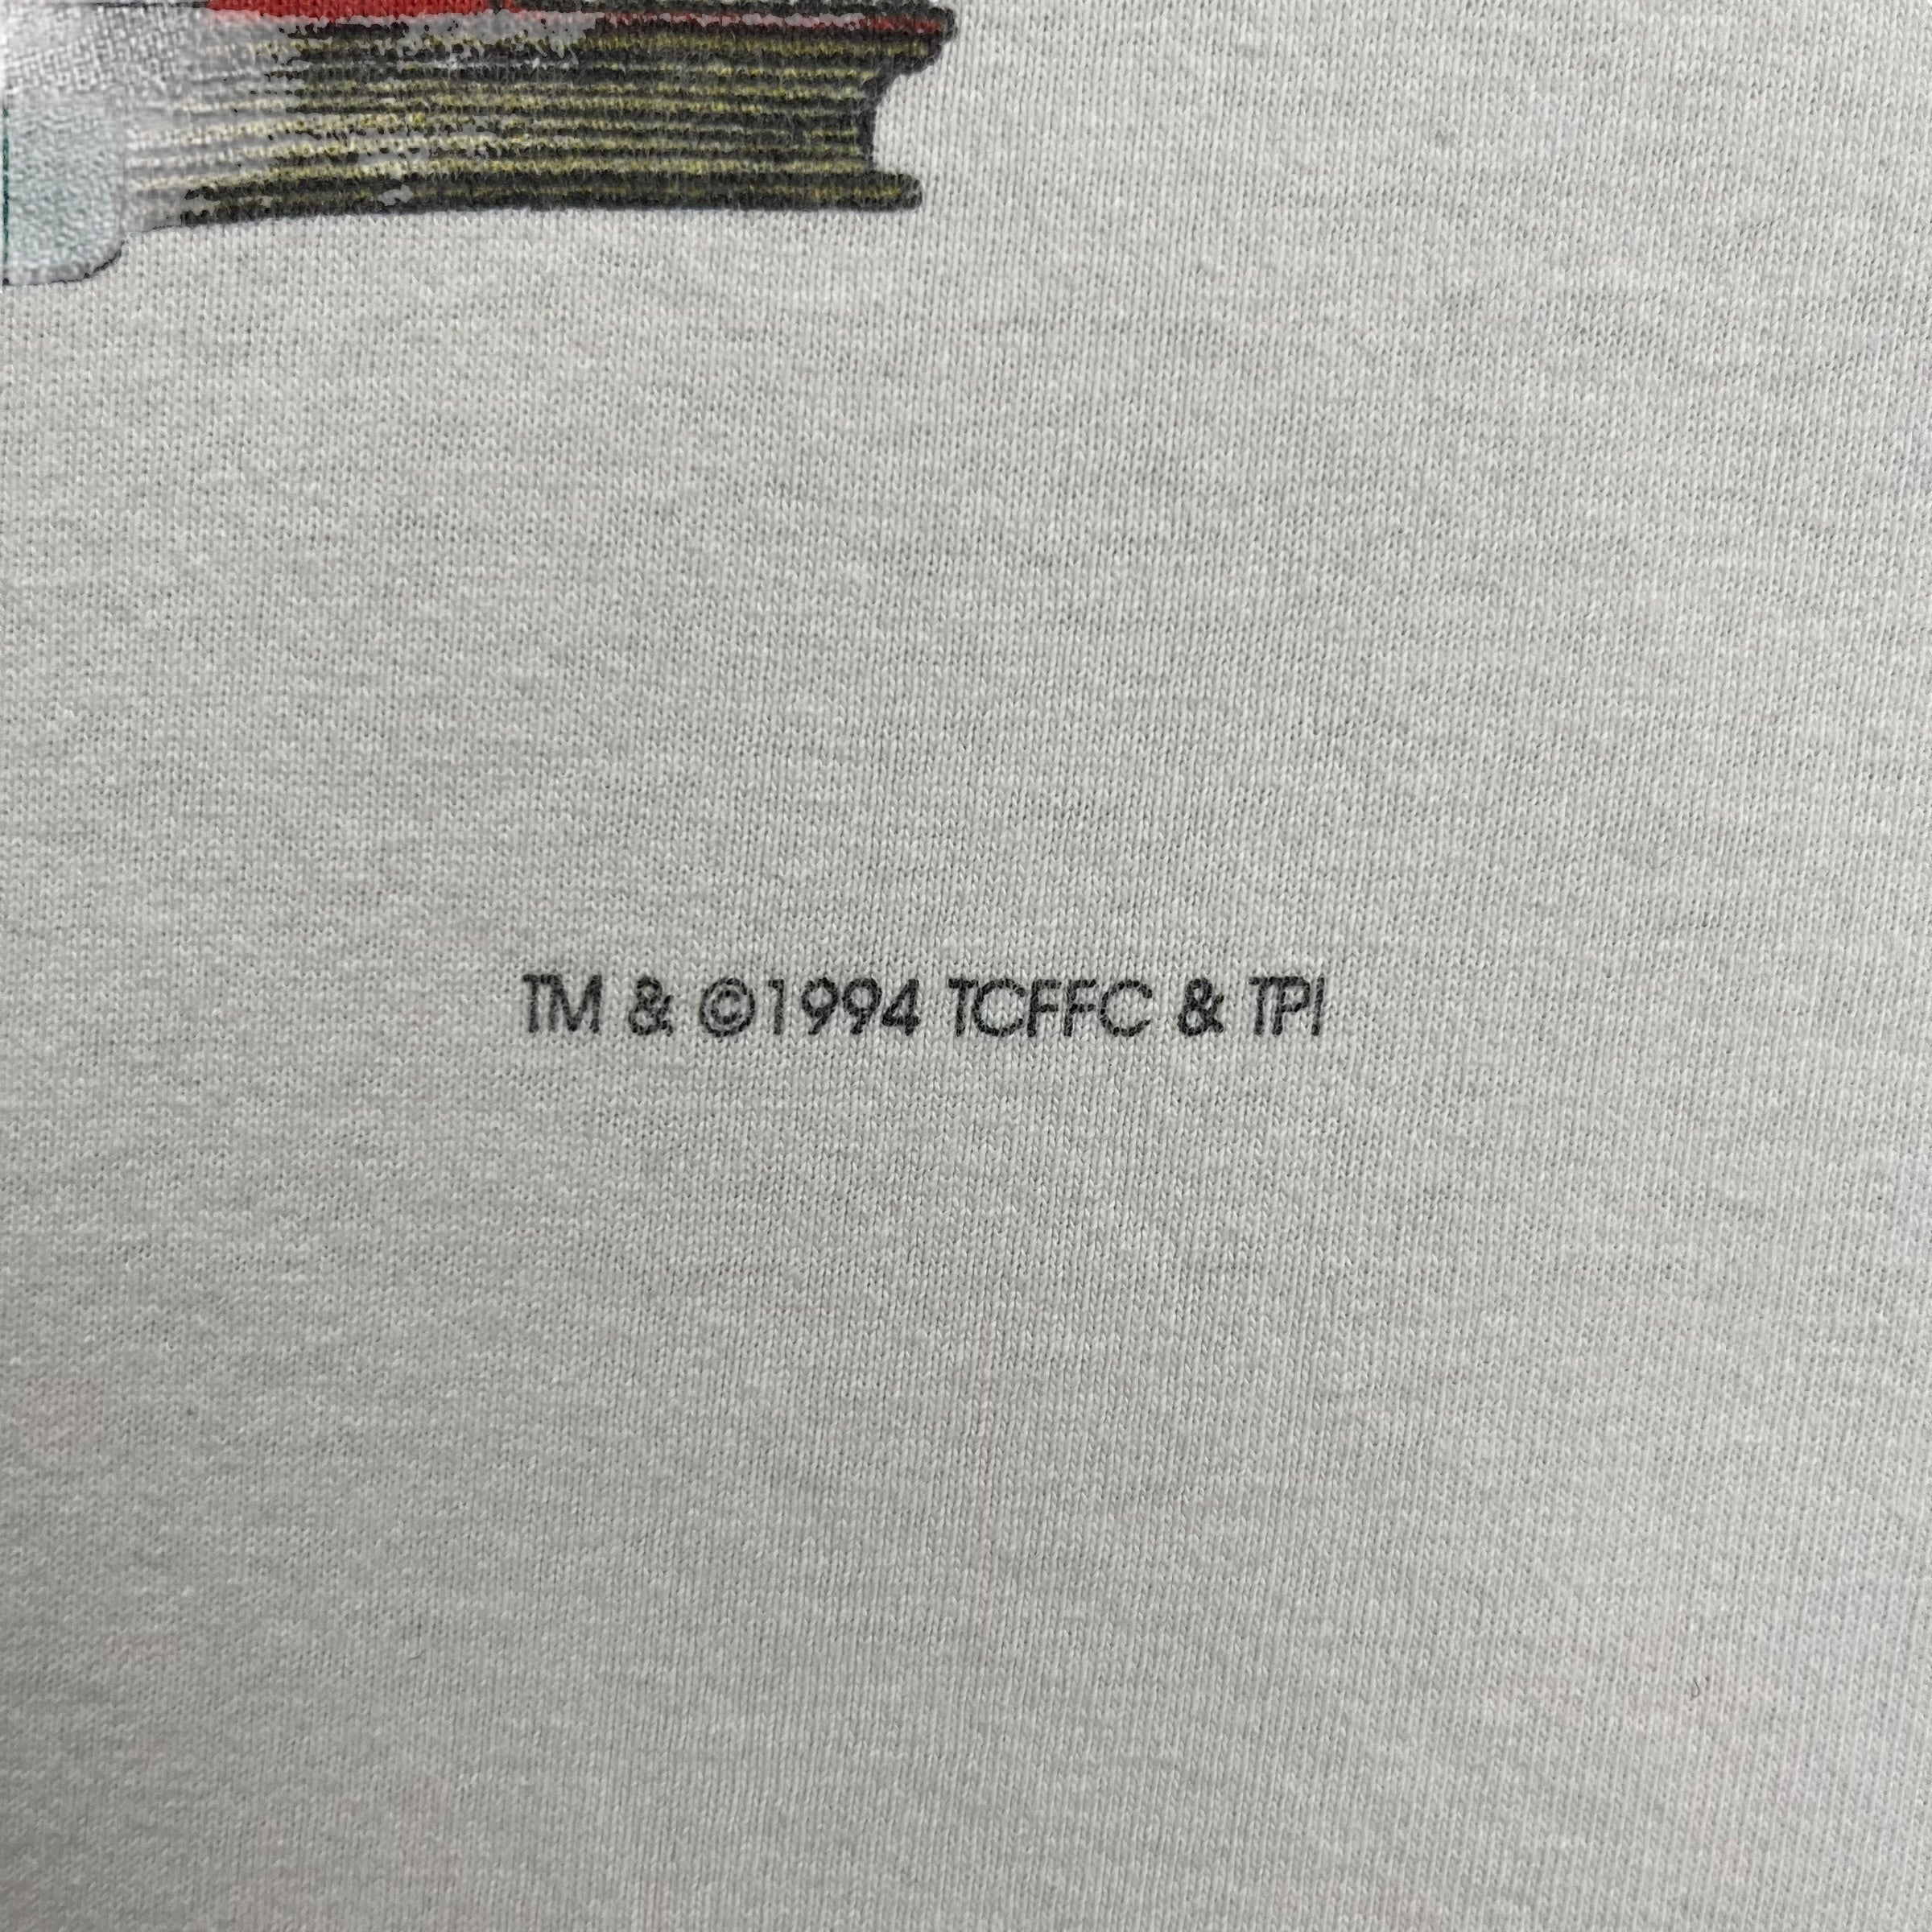 TM & ©1994 TCFFC & TPI